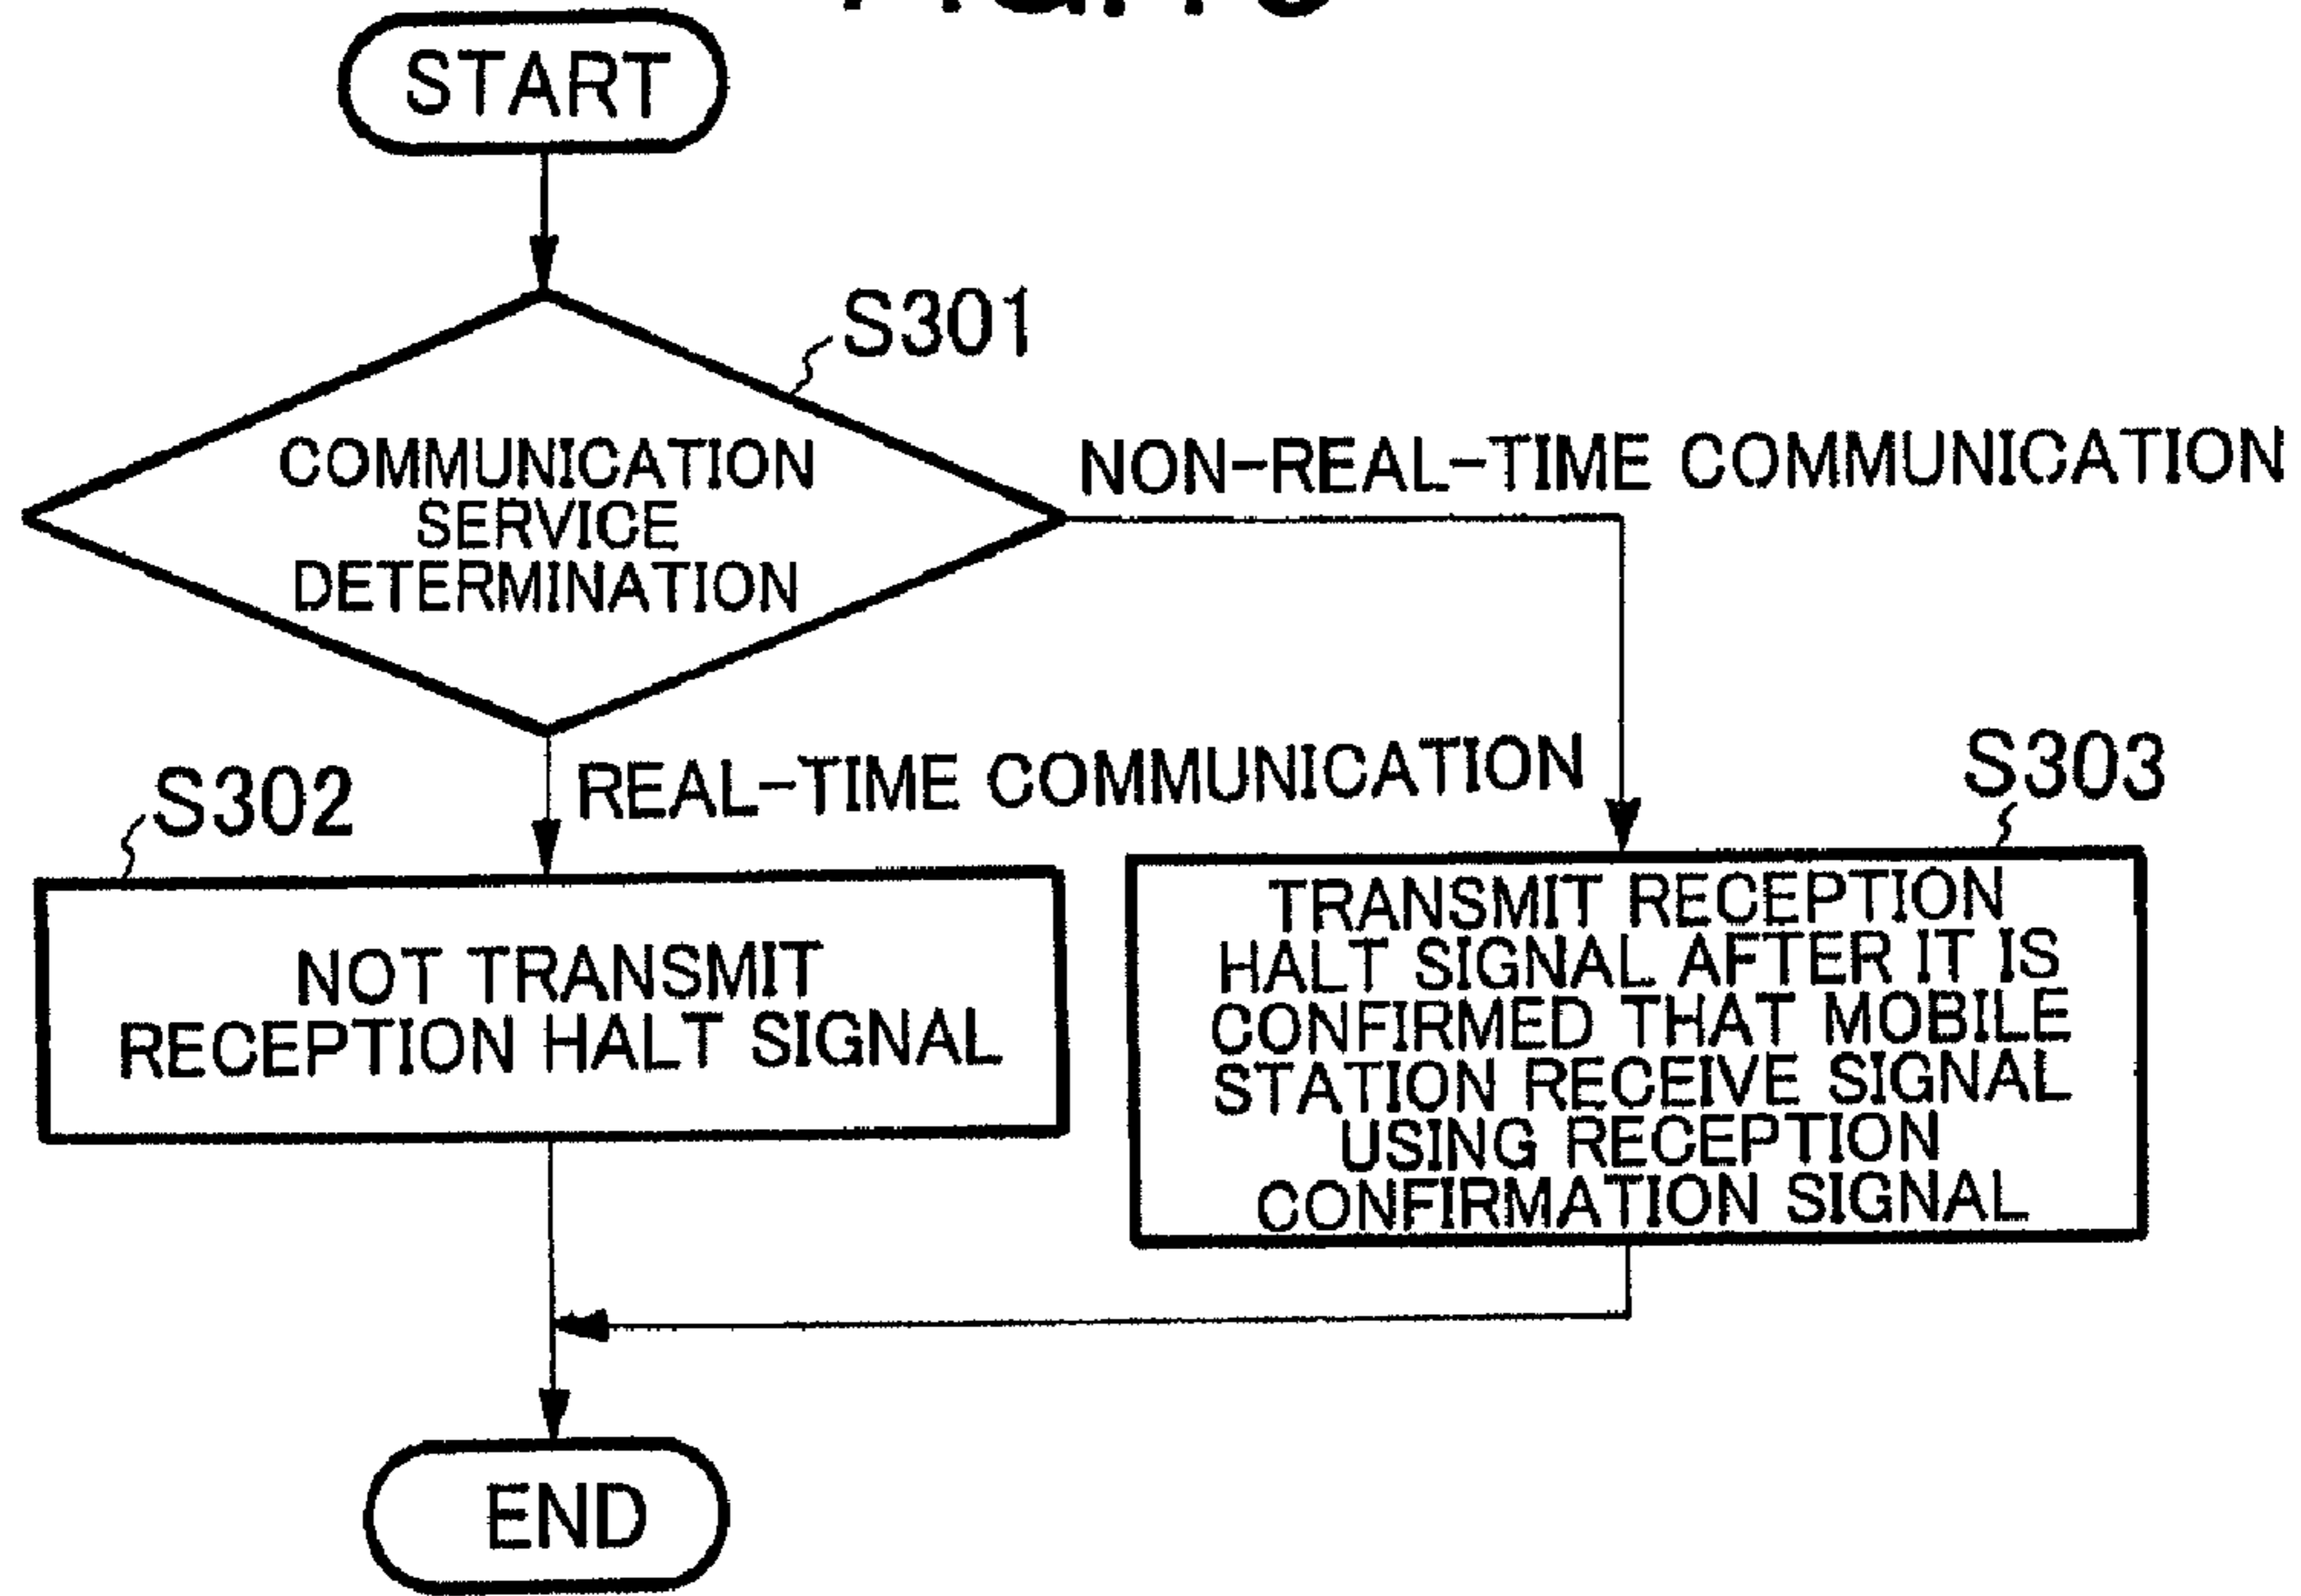 START
S301
COMMUNICATION
SERVICE
DETERMINATION
NON-REAL-TIME COMMUNICATION
REAL-TIME COMMUNICATION
S302
NOT TRANSMIT
RECEPTION HALT SIGNAL
S303
TRANSMIT RECEPTION
HALT SIGNAL AFTER IT IS
CONFIRMED THAT MOBILE
STATION RECEIVE SIGNAL
USING RECEPTION
CONFIRMATION SIGNAL
END